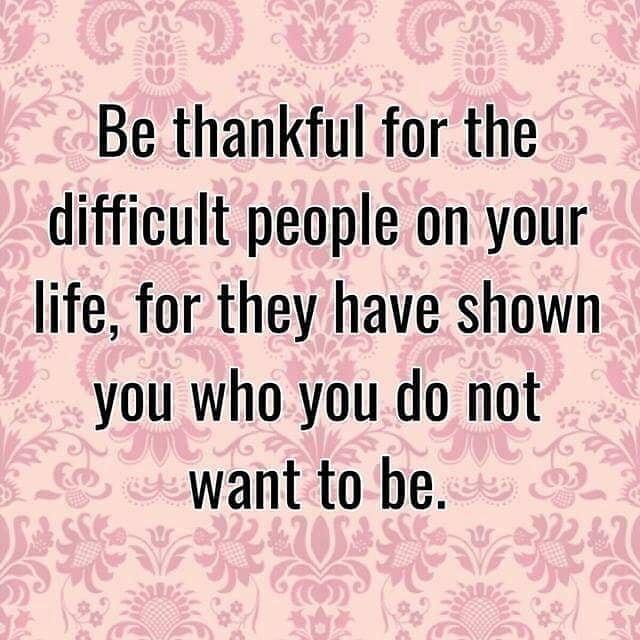 Be thankful for the
difficult people on your
life, for they have shown
you who you do not
want to be.